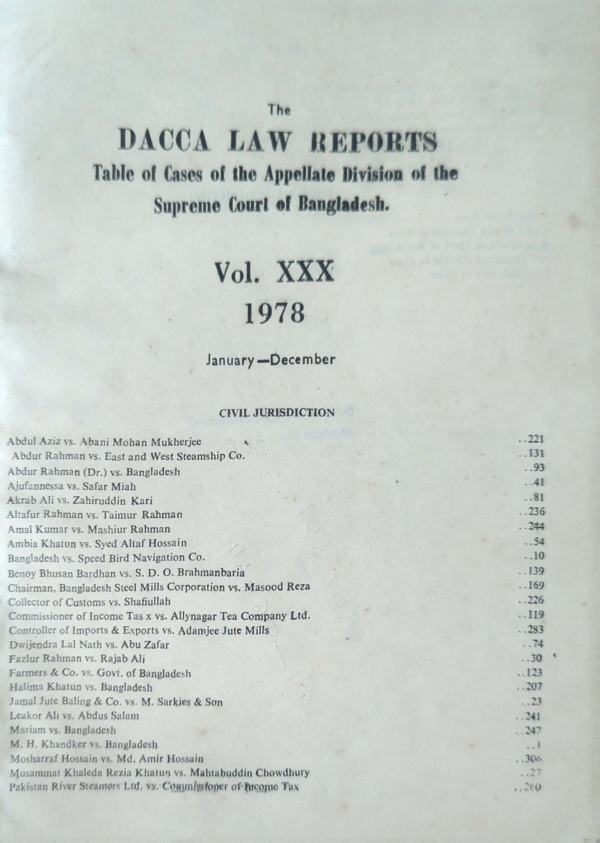 The
DACCA LAW REPORTS
Table of Cases of the Appellate Division of the
Supreme Court of Bangladesh.
Vol. XXX
1978
January—December
CIVIL JURISDICTION
Abdul Aziz vs. Abani Mohan Mukherjee ..221
Abdur Rahman vs. East and West Steamship Co. ..131
Abdur Rahman (Dr.) vs. Bangladesh ..93
Ajufannessa vs. Safar Miah ..41
Akrab Ali vs. Zahiruddin Kari ..81
Altafur Rahman vs. Taimur Rahman ..236
Amal Kumar vs. Mashiur Rahman ..244
Ambia Khatun vs. Syed Altaf Hossain ..54
Bangladesh vs. Speed Bird Navigation Co. ..10
Benoy Bhusan Bardhan vs. S. D. O. Brahmanbaria ..139
Chairman, Bangladesh Steel Mills Corporation vs. Masood Reza ..169
Collector of Customs vs. Shafiullah ..226
Commissioner of Income Tas x vs. Allynagar Tea Company Ltd. ..119
Controller of Imports & Exports vs. Adamjee Jute Mills ..283
Dwijendra Lal Nath vs. Abu Zafar ..74
Fazlur Rahman vs. Rajab Ali ..30
Farmers & Co. vs. Govt. of Bangladesh ..123
Halima Khatun vs. Bangladesh ..207
Jamal Jute Baling & Co. vs. M. Sarkies & Son ..23
Leakor Ali vs. Abdus Salam ..241
Mariam vs. Bangladesh ..247
M. H. Khandker vs. Bangladesh ..1
Mosharraf Hossain vs. Md. Amir Hossain ..306
Musammat Khaleda Rezia Khatun vs. Mahtabuddin Chowdhury ..27
Pakistan River Steamers Ltd. vs. Commissioner of Income Tax ..260